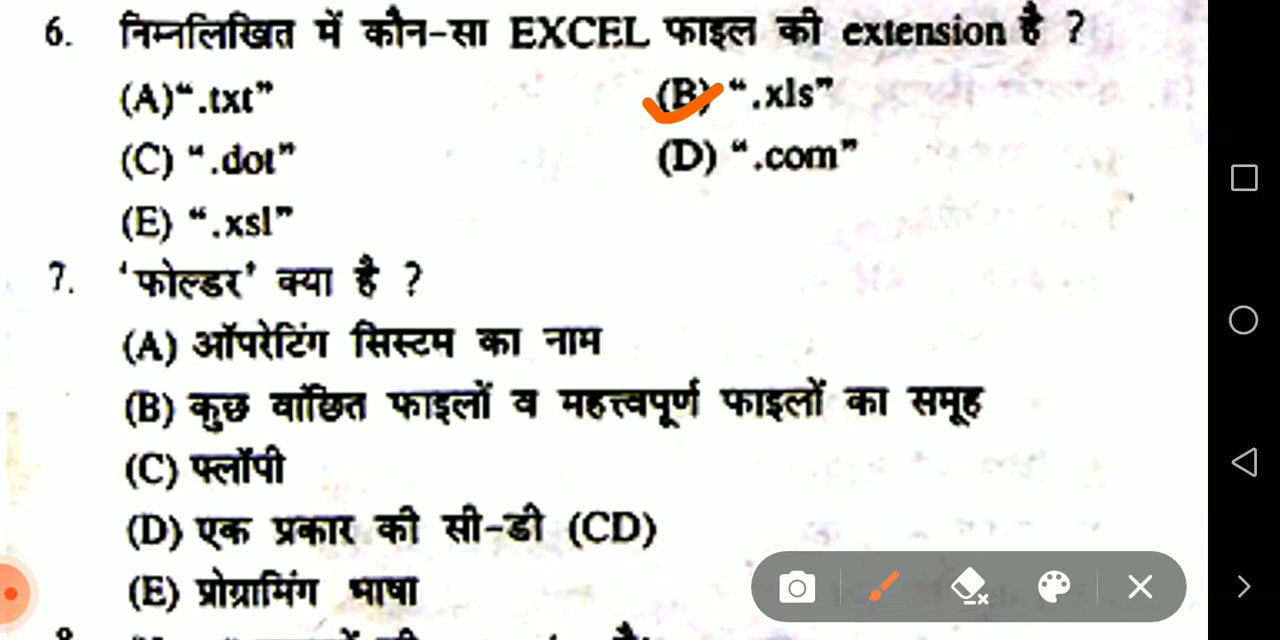 6. निम्नलिखित में कौन-सा EXCEL फाइल की extension है ?
(A)“.txt” (B) “.xls”
(C) “.dot” (D) “.com”
(E) “.xsl”
7. ‘फोल्डर’ क्या है ?
(A) ऑपरेटिंग सिस्टम का नाम
(B) कुछ वांछित फाइलों व महत्त्वपूर्ण फाइलों का समूह
(C) फ्लॉपी
(D) एक प्रकार की सी-डी (CD)
(E) प्रोग्रामिंग भाषा